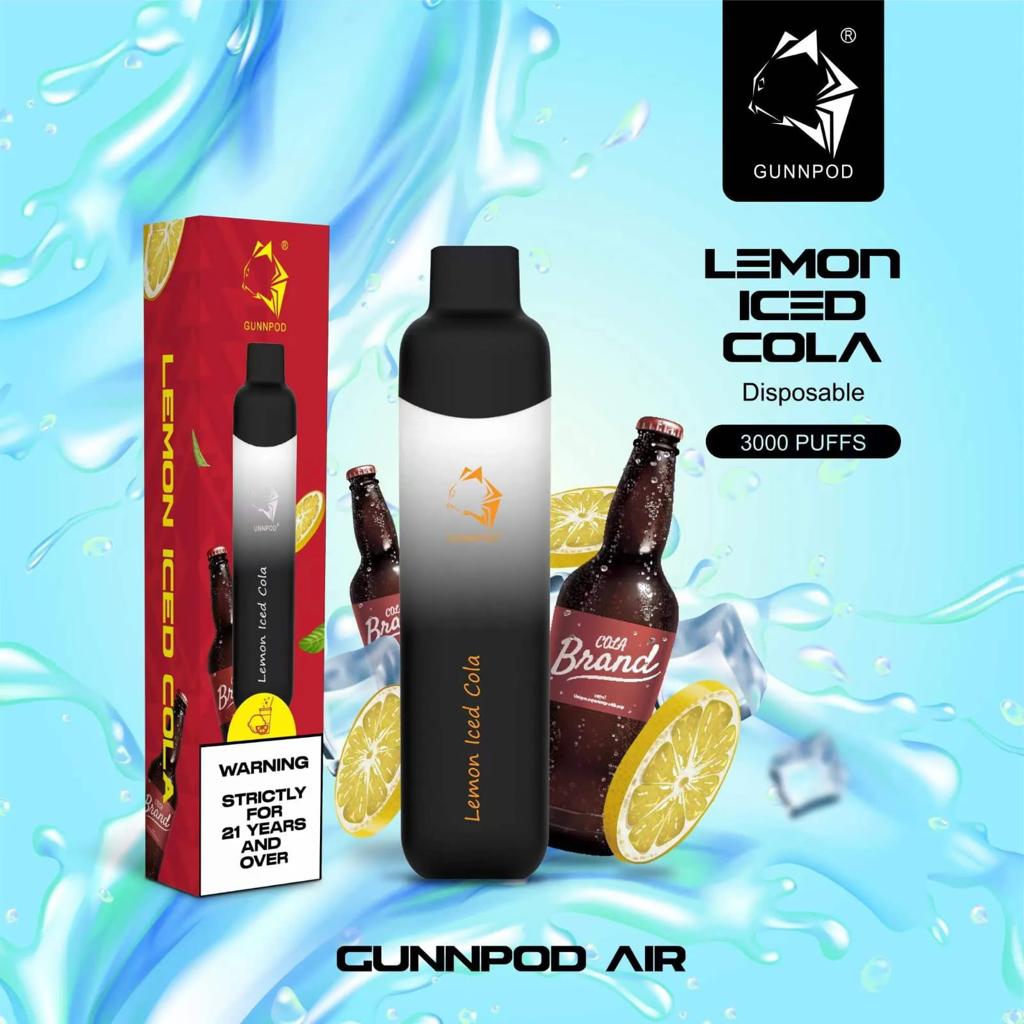 ®
GUNNPOD
LEMON
ICED
COLA
Disposable
3000 PUFFS
®
GUNNPOD
LEMON ICED COLA
Lemon Iced Cola
WARNING
STRICTLY
FOR
21 YEARS
AND
OVER
Brand
GUNNPOD
Lemon Iced Cola
COLA
Brand
GUNNPOD AIR